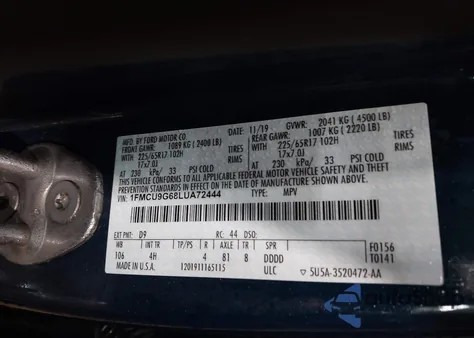 MFD. BY FORD MOTOR CO.
11/19 GVWR: 2041 KG ( 4500 LB)
FRONT GAWR: 1089 KG ( 2400 LB) REAR GAWR: 1007 KG ( 2220 LB)
WITH 225/65R17 102H TIRES WITH 225/65R17 102H TIRES
17x7.0J RIMS 17x7.0J RIMS
AT 230 kPa/ 33 PSI COLD AT 230 kPa/ 33 PSI COLD
THIS VEHICLE CONFORMS TO ALL APPLICABLE FEDERAL MOTOR VEHICLE SAFETY AND
THEFT PREVENTION STANDARDS IN EFFECT ON THE DATE OF MANUFACTURE SHOWN ABOVE.
VIN: 1FMCU9G68LUA72444
TYPE: MPV
EXT PNT: D9 RC: 44 DSO:
WB INT TR TP/PS R AXLE TR SPR F0156
106 4H 4 81 8 DDDD T0141
MADE IN U.S.A. 1201911165115 ULC 5U5A-3520472-AA